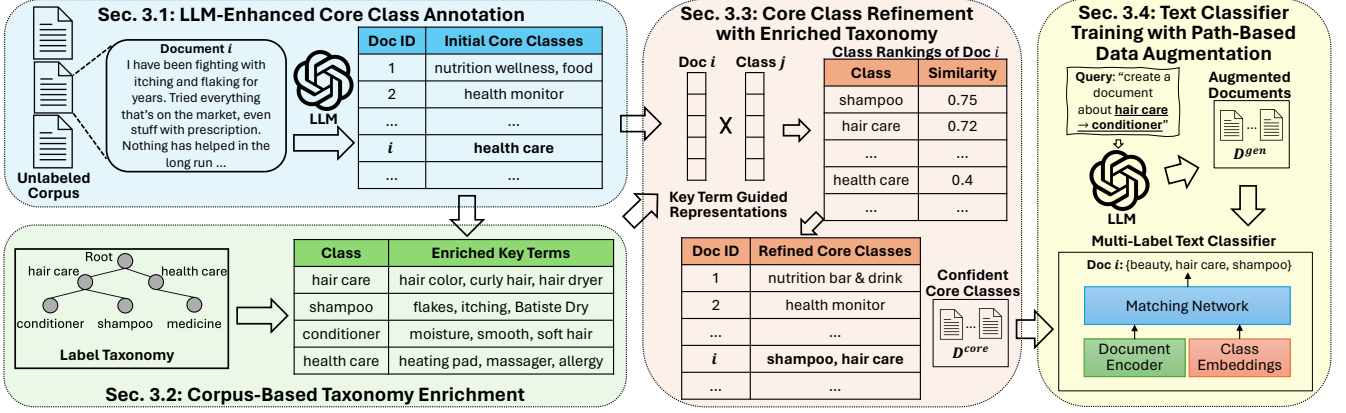 Sec. 3.1: LLM-Enhanced Core Class Annotation
Document i
I have been fighting with
itching and flaking for
years. Tried everything
that's on the market, even
stuff with prescription.
Nothing has helped in the
long run ...
Unlabeled
Corpus
LLM
Doc ID Initial Core Classes
1 nutrition wellness, food
2 health monitor
... ...
i health care
... ...
Root
hair care health care
conditioner shampoo medicine
Label Taxonomy
Class Enriched Key Terms
hair care hair color, curly hair, hair dryer
shampoo flakes, itching, Batiste Dry
conditioner moisture, smooth, soft hair
health care heating pad, massager, allergy
Sec. 3.2: Corpus-Based Taxonomy Enrichment
Sec. 3.3: Core Class Refinement
with Enriched Taxonomy
Class Rankings of Doc i
Doc i Class j
X
Key Term Guided
Representations
Class Similarity
shampoo 0.75
hair care 0.72
... ...
health care 0.4
... ...
Doc ID Refined Core Classes
1 nutrition bar & drink
2 health monitor
... ...
i shampoo, hair care
... ...
Confident
Core Classes
...
D^core
Sec. 3.4: Text Classifier
Training with Path-Based
Data Augmentation
Query: “create a
document
about hair care
→ conditioner”
LLM
Augmented
Documents
...
D^gen
Multi-Label Text Classifier
Doc i: {beauty, hair care, shampoo}
Matching Network
Document
Encoder
Class
Embeddings